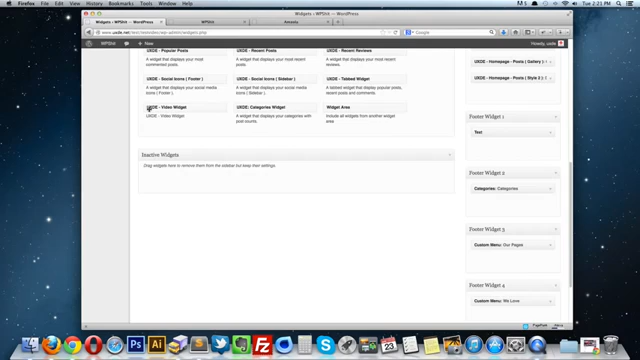 Firefox File Edit View History Bookmarks Tools Window Help
Tue 2:21 PM
Widgets ‹ WPShit — WordPress
Widgets ‹ WPShit — WordPress
WPShit
WPShit
+ New
Howdy, uxde
UXDE - Popular Posts
A widget that displays your most popular posts.
UXDE - Recent Posts
A widget that displays your most recent posts.
UXDE - Recent Reviews
A widget that displays your most recent reviews.
UXDE - Social Icons ( Footer )
A widget that displays your social media icons ( Footer ).
UXDE - Social Icons ( Sidebar )
A widget that displays your social media icons ( Sidebar ).
UXDE - Tabbed Widget
A widget that display popular posts, recent posts and comments.
UXDE - Video Widget
UXDE - Video Widget
UXDE: Categories Widget
A widget that displays your categories with post counts.
Widget Area
Include all widgets from another widget area
Inactive Widgets
Drag widgets here to remove them from the sidebar but keep their settings.
UXDE - Homepage - Posts ( Gallery )
UXDE - Homepage - Posts ( Style 2 )
Footer Widget 1
Text
Footer Widget 2
Categories: Categories
Footer Widget 3
Custom Menu: Our Pages
Footer Widget 4
Custom Menu: We Love
PageRank
Alexa